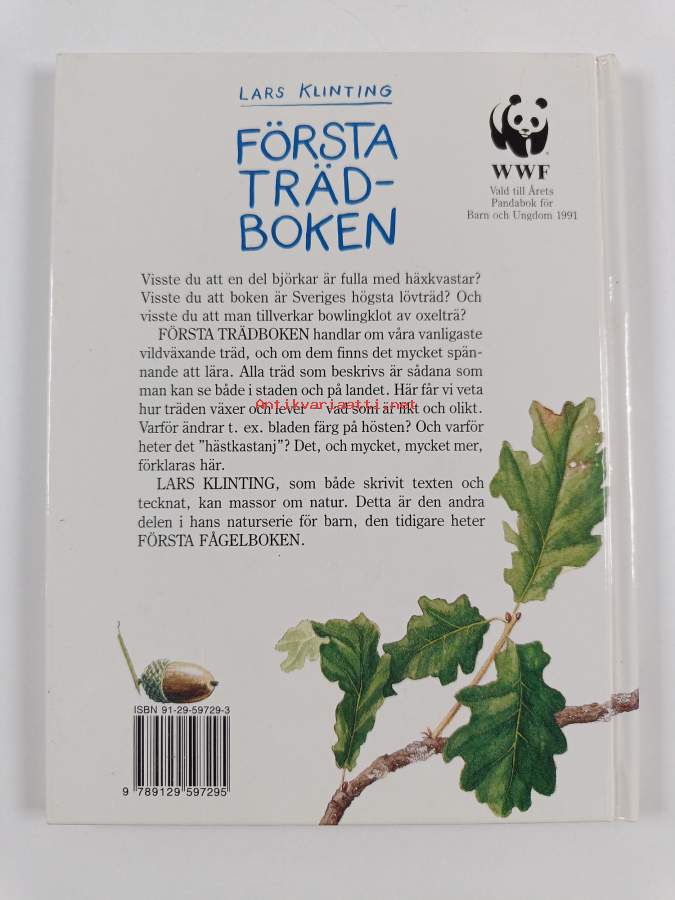 LARS KLINTING
FÖRSTA
TRÄD-
BOKEN
WWF
Vald till Årets
Pandabok för
Barn och Ungdom 1991
Visste du att en del björkar är fulla med häxkvastar?
Visste du att boken är Sveriges högsta lövträd? Och
visste du att man tillverkar bowlingklot av oxelträ?
FÖRSTA TRÄDBOKEN handlar om våra vanligaste
vildväxande träd, och om dem finns det mycket spän-
nande att lära. Alla träd som beskrivs är sådana som
man kan se både i staden och på landet. Här får vi veta
hur träden växer och lever – vad som är likt och olikt.
Antikvariaatti.net
Varför ändrar t. ex. bladen färg på hösten? Och varför
heter det ”hästkastanj”? Det, och mycket, mycket mer,
förklaras här.
LARS KLINTING, som både skrivit texten och
tecknat, kan massor om natur. Detta är den andra
delen i hans naturserie för barn, den tidigare heter
FÖRSTA FÅGELBOKEN.
ISBN 91-29-59729-3
9 789129 597295